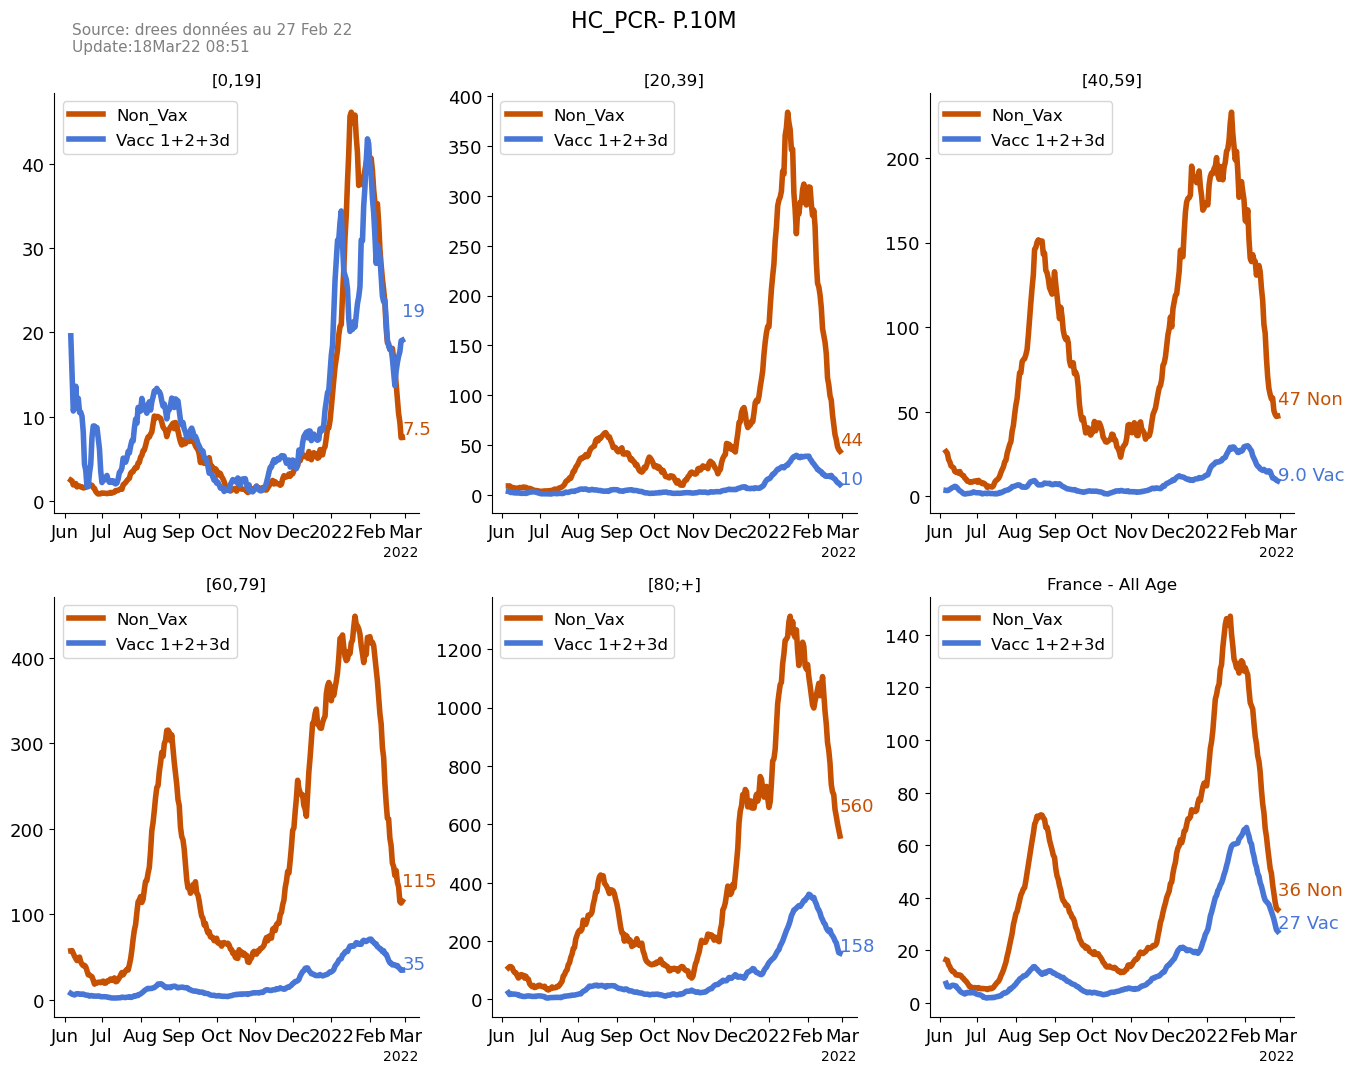 HC_PCR- P.10M
Source: drees données au 27 Feb 22
Update:18Mar22 08:51
[0,19]
Non_Vax
Vacc 1+2+3d
40
30
20
10
0
19
7.5
Jun Jul Aug Sep Oct Nov Dec 2022 Feb Mar
2022
[20,39]
Non_Vax
Vacc 1+2+3d
400
350
300
250
200
150
100
50
0
44
10
Jun Jul Aug Sep Oct Nov Dec 2022 Feb Mar
2022
[40,59]
Non_Vax
Vacc 1+2+3d
200
150
100
50
0
47 Non
9.0 Vac
Jun Jul Aug Sep Oct Nov Dec 2022 Feb Mar
2022
[60,79]
Non_Vax
Vacc 1+2+3d
400
300
200
100
0
115
35
Jun Jul Aug Sep Oct Nov Dec 2022 Feb Mar
2022
[80;+]
Non_Vax
Vacc 1+2+3d
1200
1000
800
600
400
200
0
560
158
Jun Jul Aug Sep Oct Nov Dec 2022 Feb Mar
2022
France - All Age
Non_Vax
Vacc 1+2+3d
140
120
100
80
60
40
20
0
36 Non
27 Vac
Jun Jul Aug Sep Oct Nov Dec 2022 Feb Mar
2022